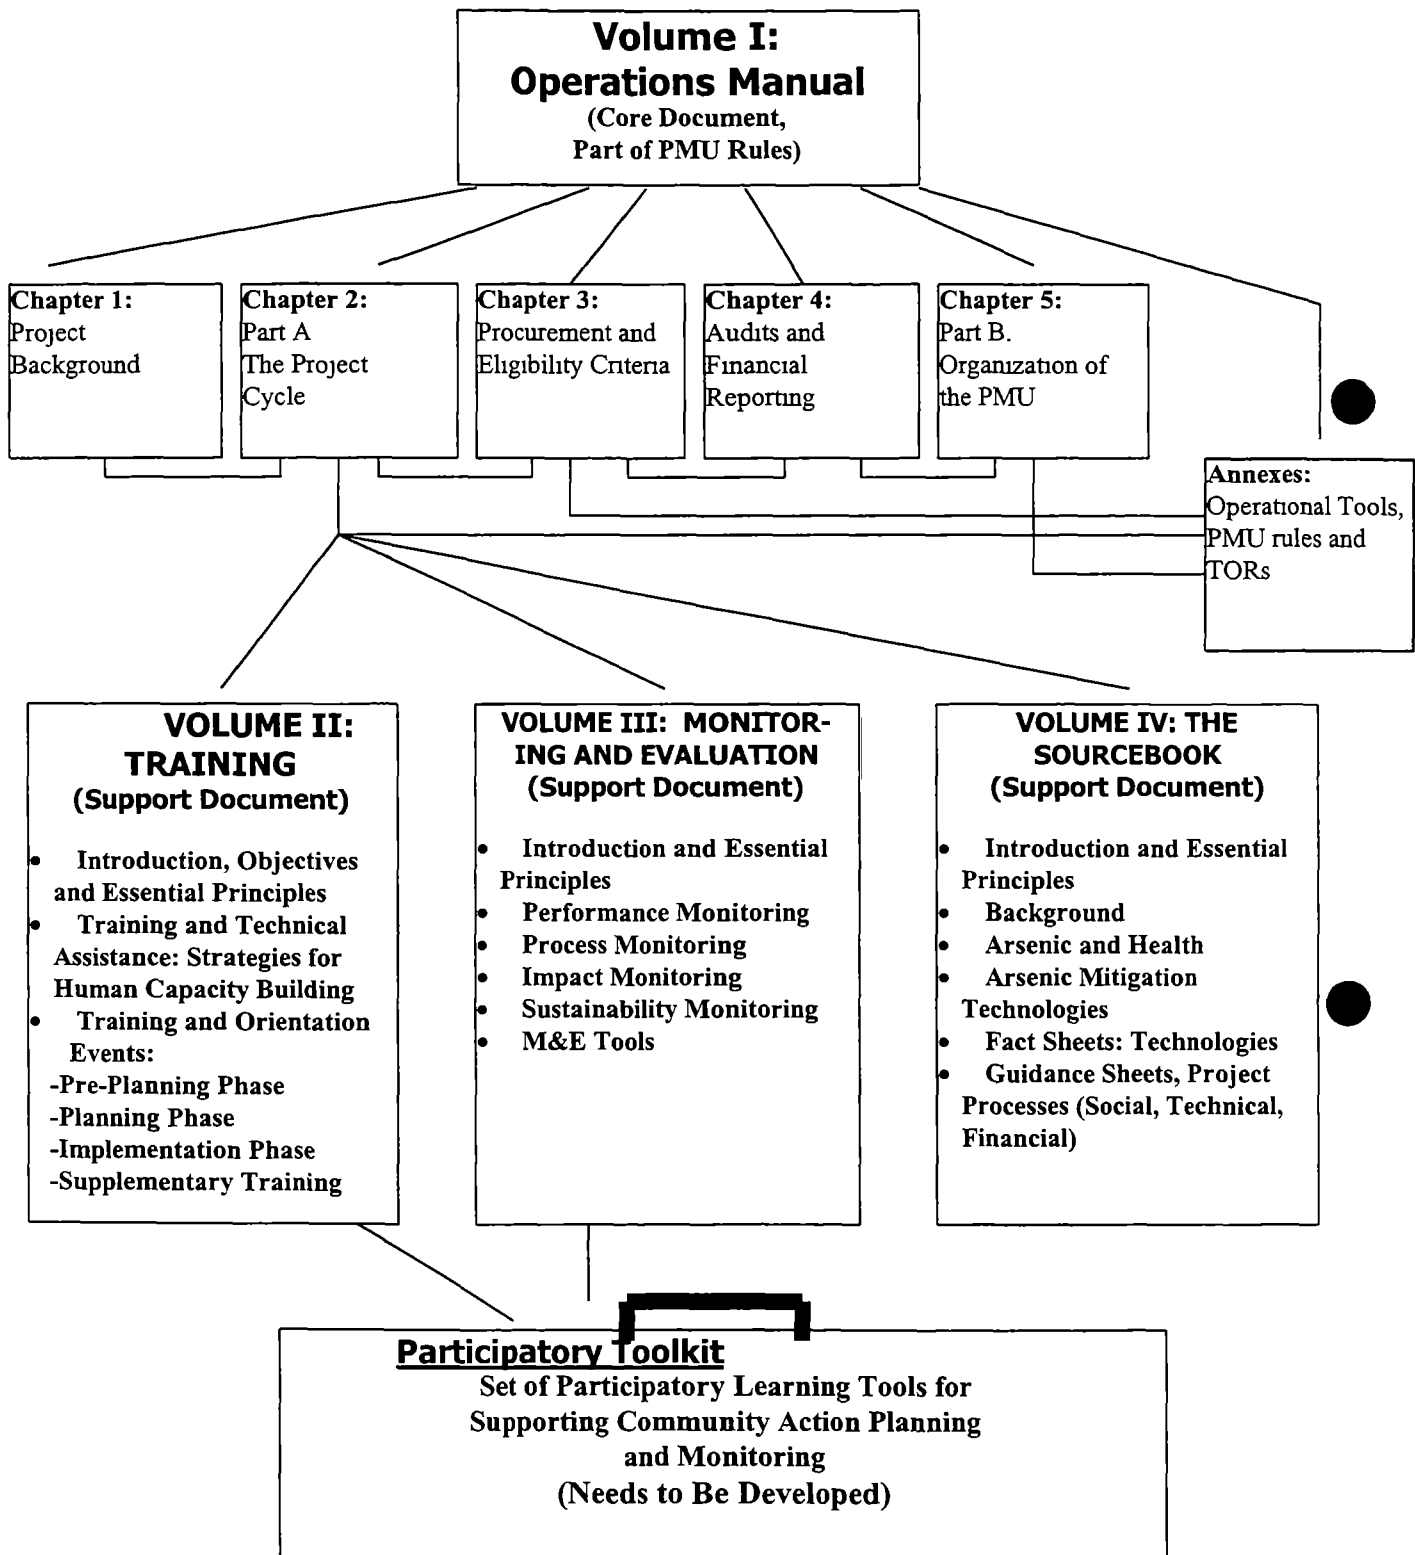 Volume I:
Operations Manual
(Core Document,
Part of PMU Rules)
Chapter 1:
Project
Background
Chapter 2:
Part A
The Project
Cycle
Chapter 3:
Procurement and
Eligibility Criteria
Chapter 4:
Audits and
Financial
Reporting
Chapter 5:
Part B.
Organization of
the PMU
Annexes:
Operational Tools,
PMU rules and
TORs
VOLUME II:
TRAINING
(Support Document)
• Introduction, Objectives
and Essential Principles
• Training and Technical
Assistance: Strategies for
Human Capacity Building
• Training and Orientation
Events:
-Pre-Planning Phase
-Planning Phase
-Implementation Phase
-Supplementary Training
VOLUME III: MONITOR-
ING AND EVALUATION
(Support Document)
• Introduction and Essential
Principles
• Performance Monitoring
• Process Monitoring
• Impact Monitoring
• Sustainability Monitoring
• M&E Tools
VOLUME IV: THE
SOURCEBOOK
(Support Document)
• Introduction and Essential
Principles
• Background
• Arsenic and Health
• Arsenic Mitigation
Technologies
• Fact Sheets: Technologies
• Guidance Sheets, Project
Processes (Social, Technical,
Financial)
Participatory Toolkit
Set of Participatory Learning Tools for
Supporting Community Action Planning
and Monitoring
(Needs to Be Developed)